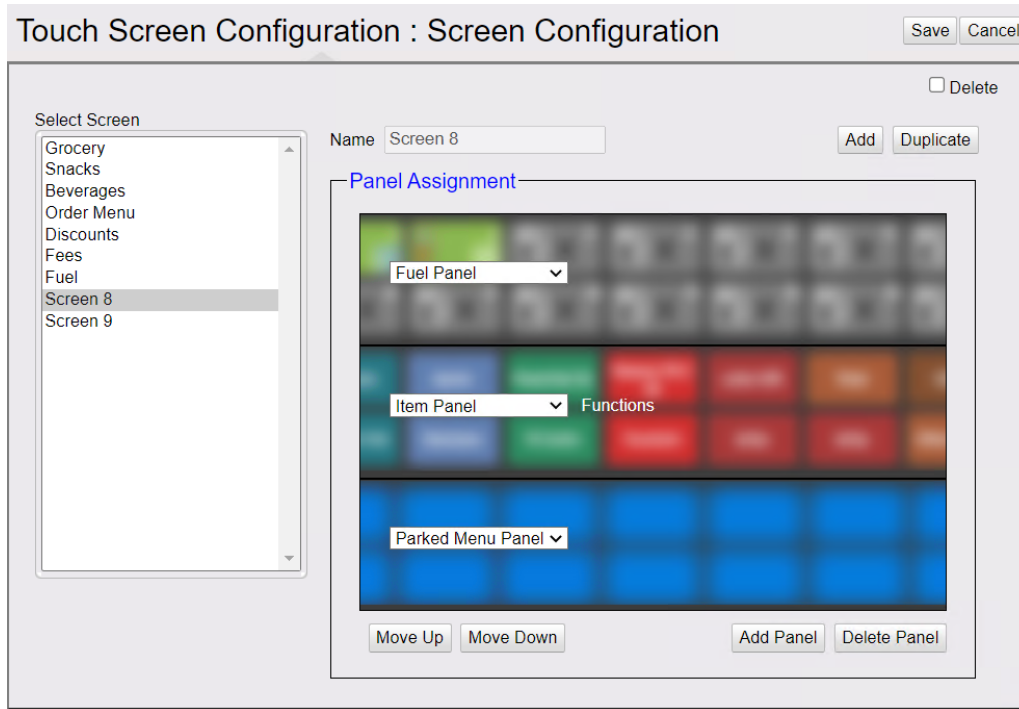 Touch Screen Configuration : Screen Configuration
Save Cancel
Delete
Select Screen
Grocery
Snacks
Beverages
Order Menu
Discounts
Fees
Fuel
Screen 8
Screen 9
Name Screen 8
Add Duplicate
Panel Assignment
Fuel Panel
Item Panel Functions
Parked Menu Panel
Move Up Move Down Add Panel Delete Panel